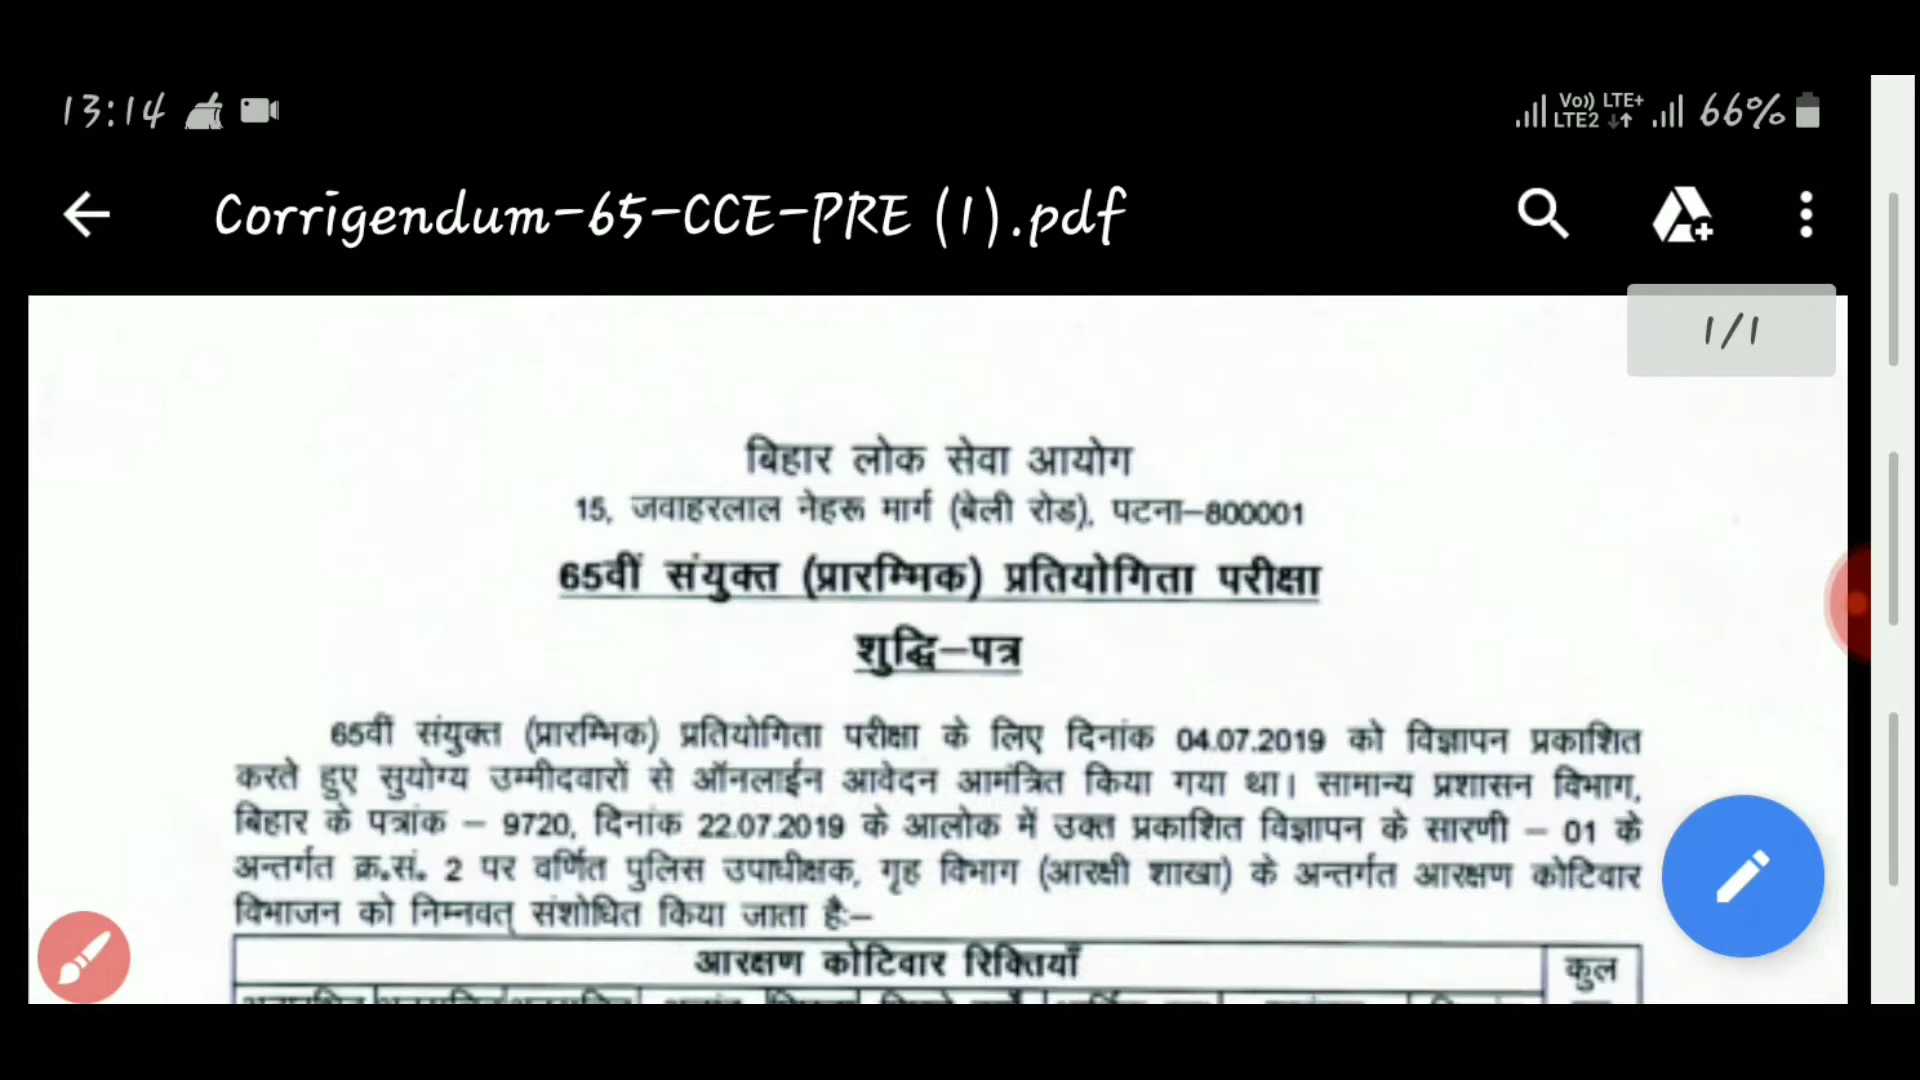 13:14
Vo)) LTE+
LTE2
66%
Corrigendum-65-CCE-PRE (1).pdf
1/1
बिहार लोक सेवा आयोग
15, जवाहरलाल नेहरू मार्ग (बेली रोड), पटना–800001
65वीं संयुक्त (प्रारम्भिक) प्रतियोगिता परीक्षा
शुद्धि–पत्र
65वीं संयुक्त (प्रारम्भिक) प्रतियोगिता परीक्षा के लिए दिनांक 04.07.2019 को विज्ञापन प्रकाशित
करते हुए सुयोग्य उम्मीदवारों से ऑनलाईन आवेदन आमंत्रित किया गया था। सामान्य प्रशासन विभाग,
बिहार के पत्रांक – 9720, दिनांक 22.07.2019 के आलोक में उक्त प्रकाशित विज्ञापन के सारणी – 01 के
अन्तर्गत क्र.सं. 2 पर वर्णित पुलिस उपाधीक्षक, गृह विभाग (आरक्षी शाखा) के अन्तर्गत आरक्षण कोटिवार
विभाजन को निम्नवत् संशोधित किया जाता है:–
आरक्षण कोटिवार रिक्तियाँ
कुल